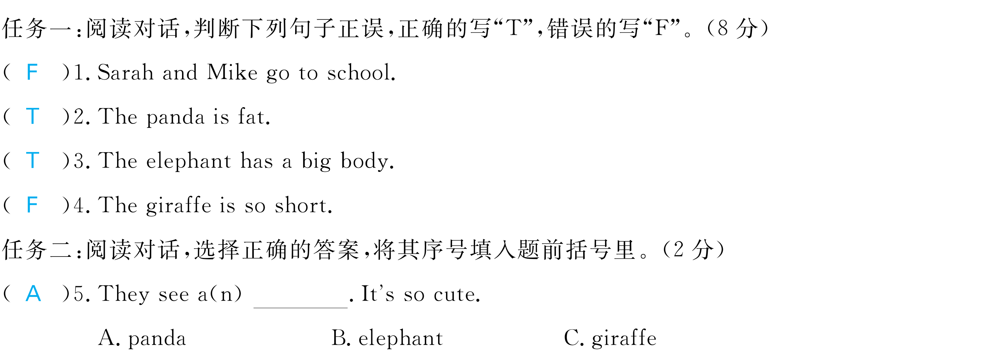 任务一:阅读对话,判断下列句子正误,正确的写“T”,错误的写“F”。(8 分)
( F )1. Sarah and Mike go to school.
( T )2. The panda is fat.
( T )3. The elephant has a big body.
( F )4. The giraffe is so short.
任务二:阅读对话,选择正确的答案,将其序号填入题前括号里。(2 分)
( A )5. They see a(n) ________. It’s so cute.
A. panda B. elephant C. giraffe